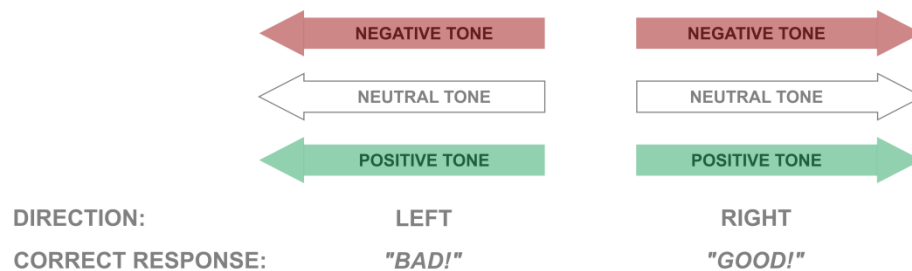 NEGATIVE TONE NEGATIVE TONE
NEUTRAL TONE NEUTRAL TONE
POSITIVE TONE POSITIVE TONE
DIRECTION: LEFT RIGHT
CORRECT RESPONSE: "BAD!" "GOOD!"